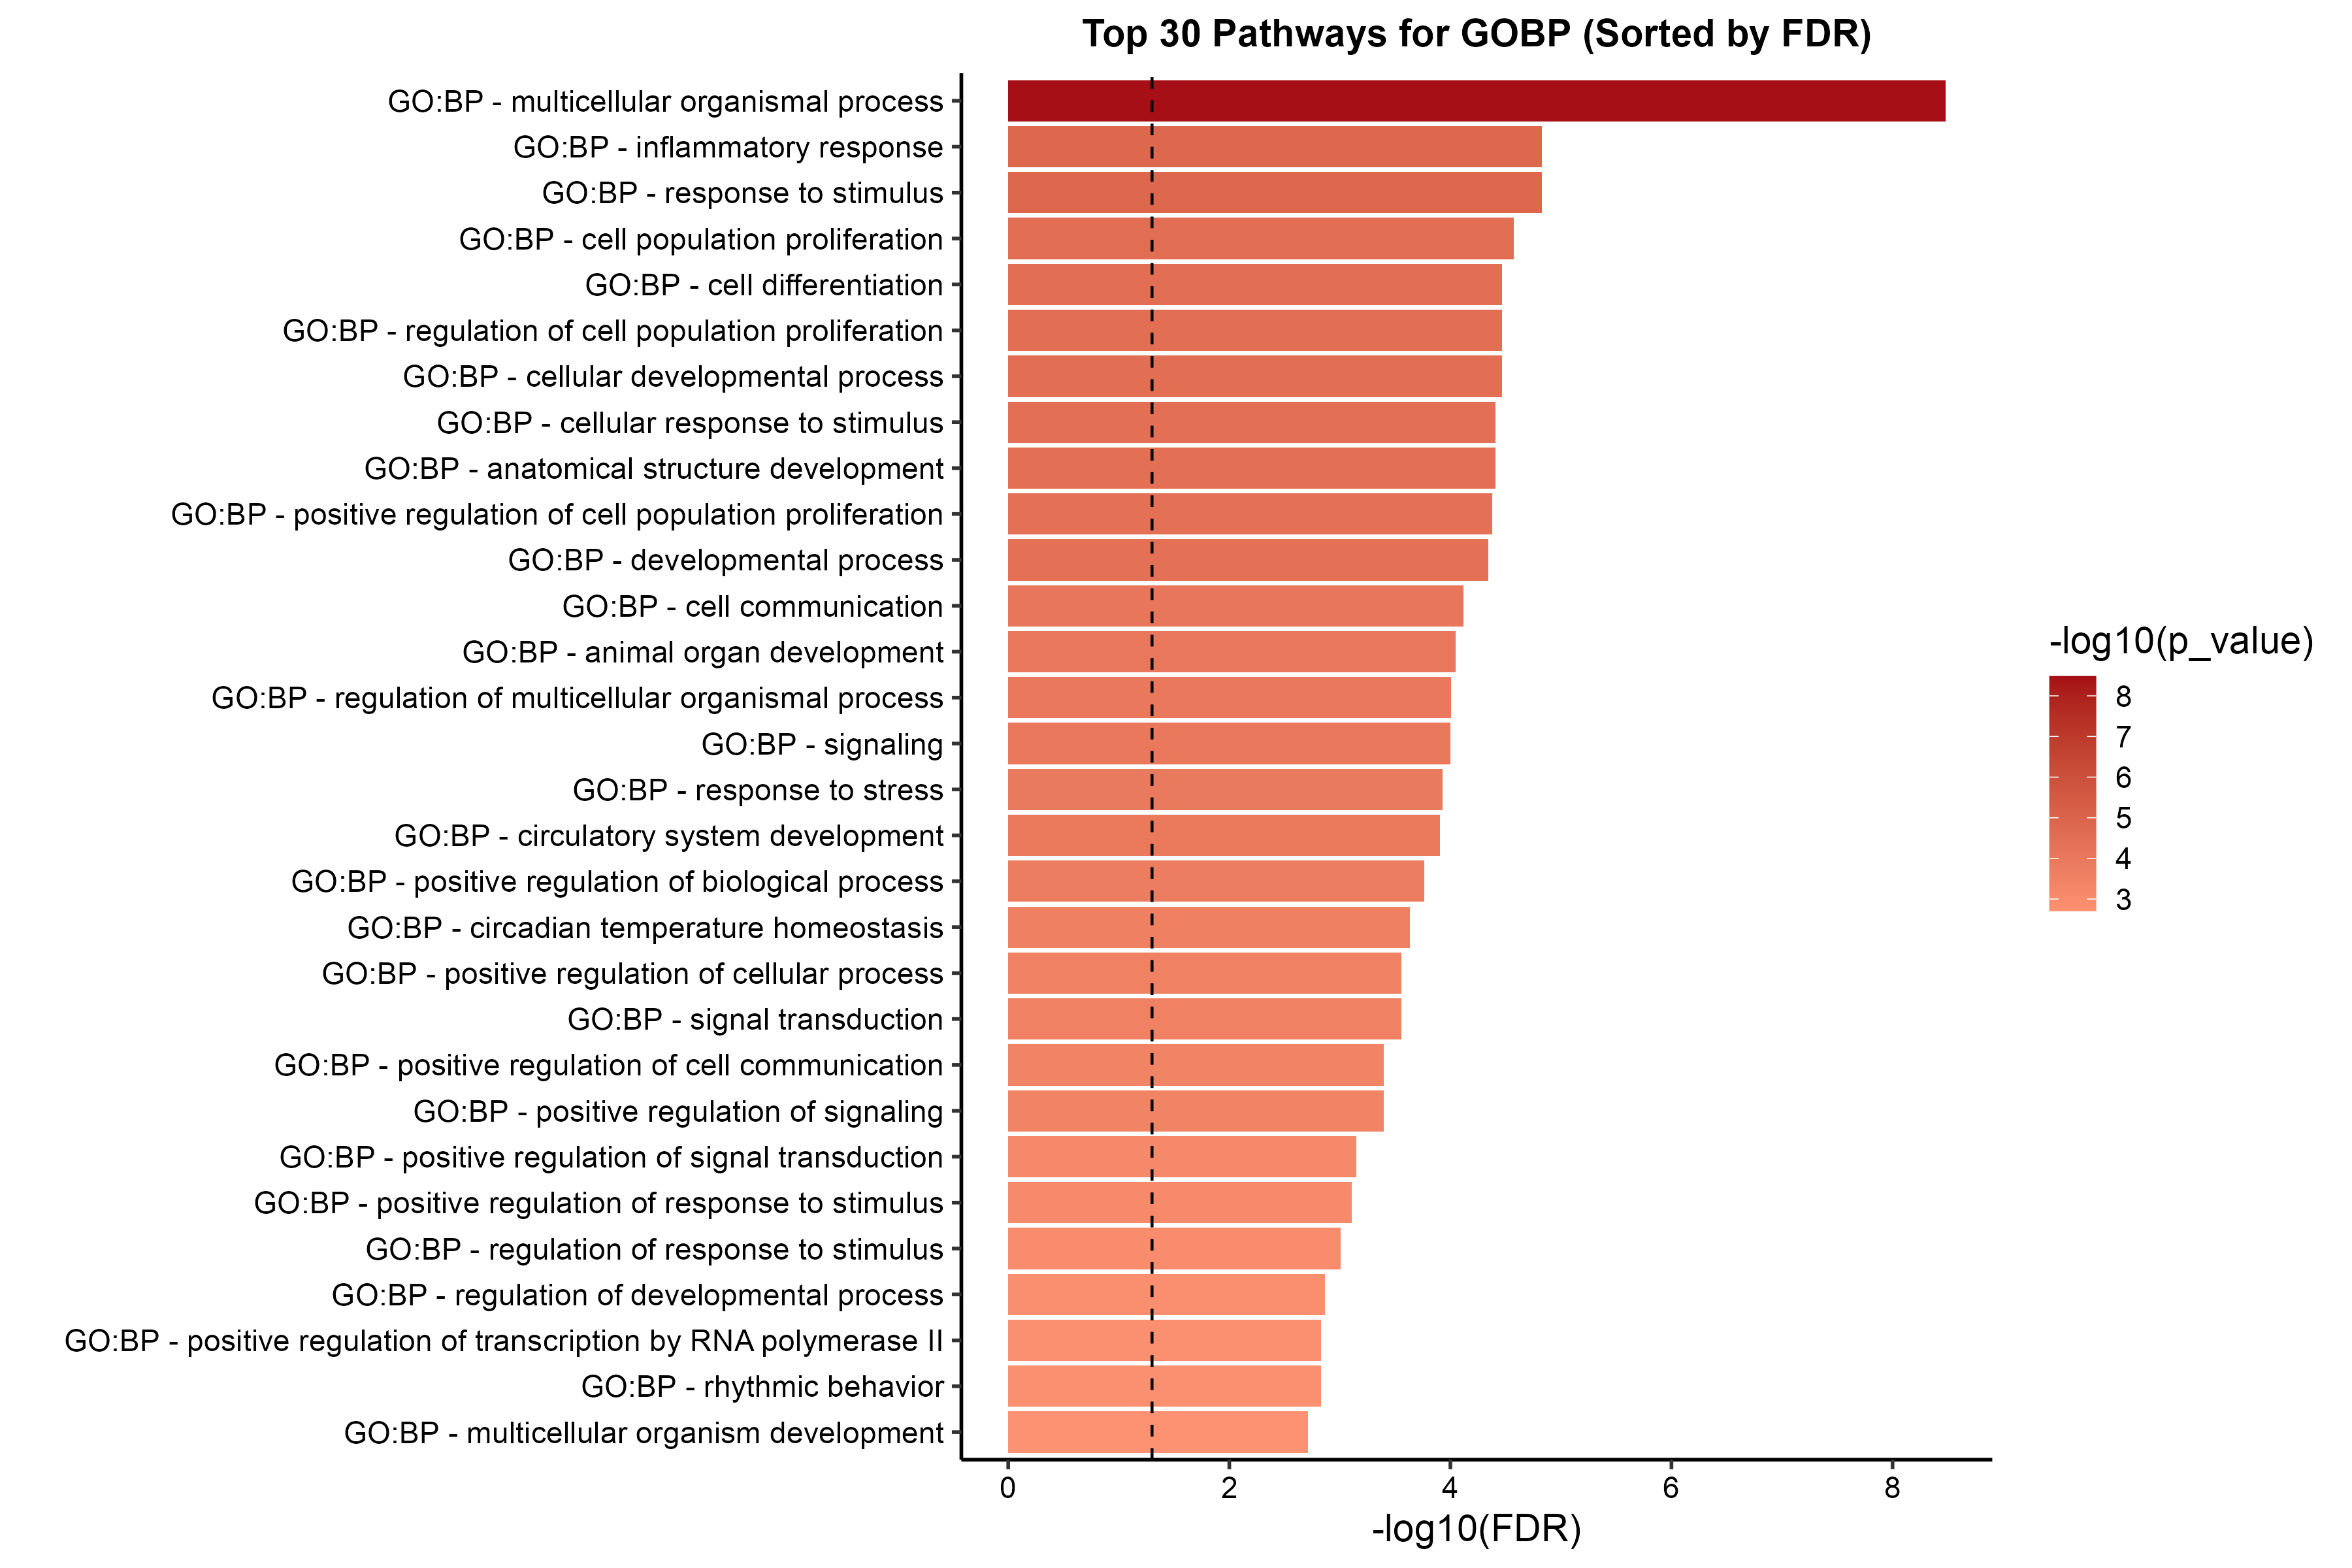 Top 30 Pathways for GOBP (Sorted by FDR)
GO:BP - multicellular organismal process
GO:BP - inflammatory response
GO:BP - response to stimulus
GO:BP - cell population proliferation
GO:BP - cell differentiation
GO:BP - regulation of cell population proliferation
GO:BP - cellular developmental process
GO:BP - cellular response to stimulus
GO:BP - anatomical structure development
GO:BP - positive regulation of cell population proliferation
GO:BP - developmental process
GO:BP - cell communication
GO:BP - animal organ development
GO:BP - regulation of multicellular organismal process
GO:BP - signaling
GO:BP - response to stress
GO:BP - circulatory system development
GO:BP - positive regulation of biological process
GO:BP - circadian temperature homeostasis
GO:BP - positive regulation of cellular process
GO:BP - signal transduction
GO:BP - positive regulation of cell communication
GO:BP - positive regulation of signaling
GO:BP - positive regulation of signal transduction
GO:BP - positive regulation of response to stimulus
GO:BP - regulation of response to stimulus
GO:BP - regulation of developmental process
GO:BP - positive regulation of transcription by RNA polymerase II
GO:BP - rhythmic behavior
GO:BP - multicellular organism development
0 2 4 6 8
-log10(FDR)
-log10(p_value)
8
7
6
5
4
3